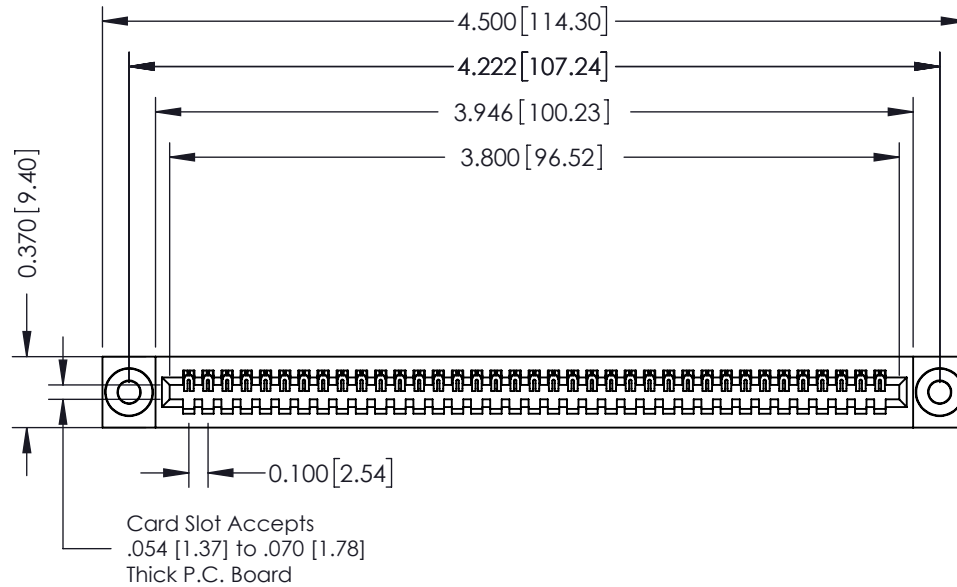 4.500 [114.30]
4.222 [107.24]
3.946 [100.23]
3.800 [96.52]
0.370 [9.40]
0.100 [2.54]
Card Slot Accepts
.054 [1.37] to .070 [1.78]
Thick P.C. Board